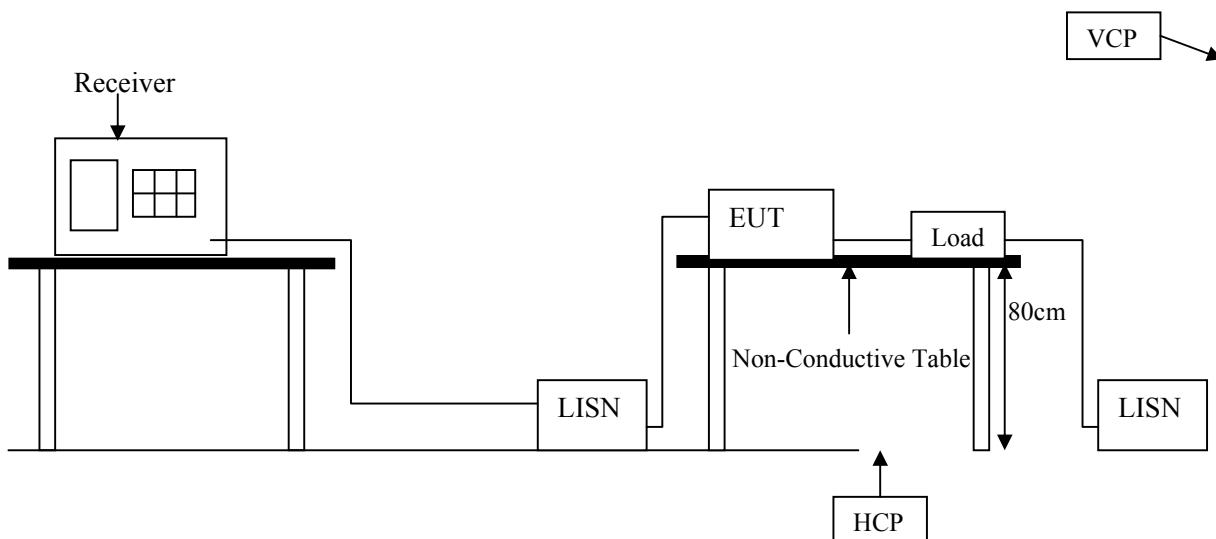 VCP
Receiver
EUT
Load
80cm
Non-Conductive Table
LISN
LISN
HCP